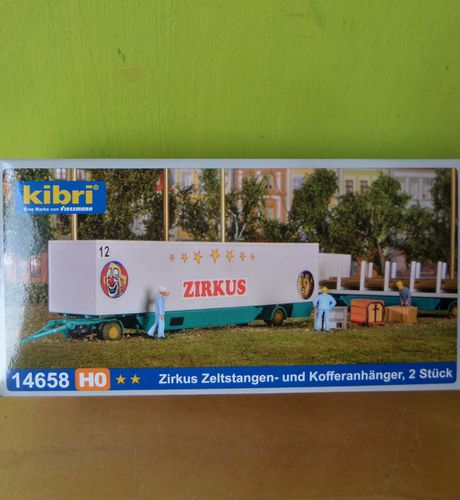 kibri®
Eine Marke von Viessmann
12
ZIRKUS
14658 H0 Zirkus Zeltstangen- und Kofferanhänger, 2 Stück